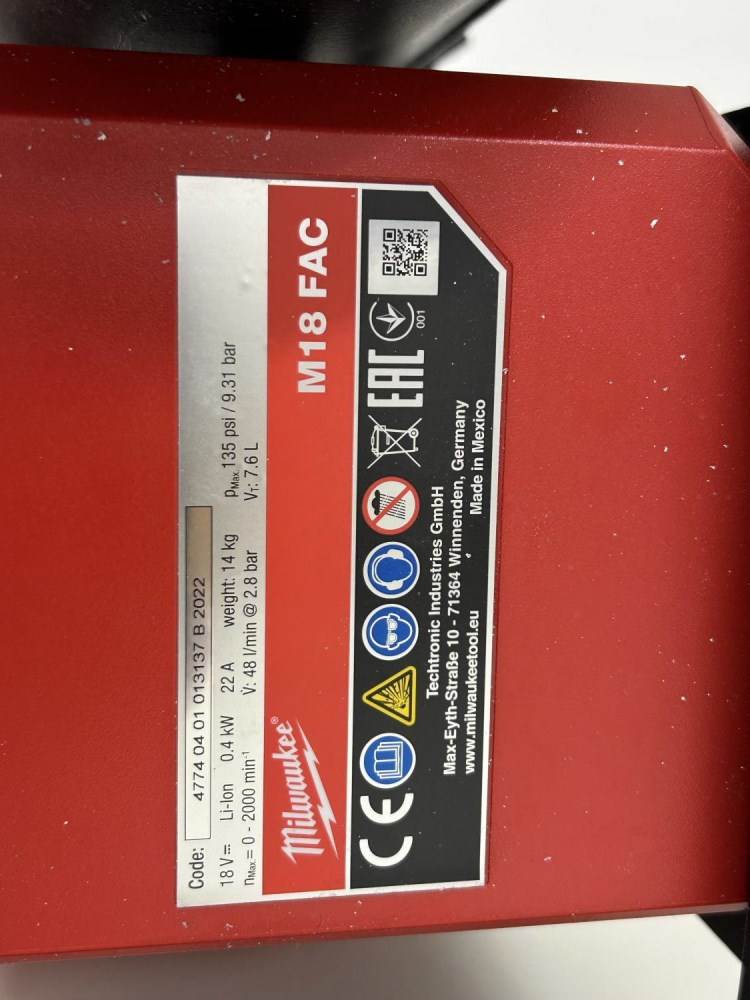 Code: 4774 04 01 013137 B 2022
18 V⎓ Li-Ion 0.4 kW 22 A weight: 14 kg pMax.135 psi / 9.31 bar
nMax = 0 - 2000 min⁻¹ V̇: 48 l/min @ 2.8 bar VT: 7.6 L
Milwaukee®
M18 FAC
CE
EAC
001
Techtronic Industries GmbH
Max-Eyth-Straße 10 - 71364 Winnenden, Germany
www.milwaukeetool.eu Made in Mexico